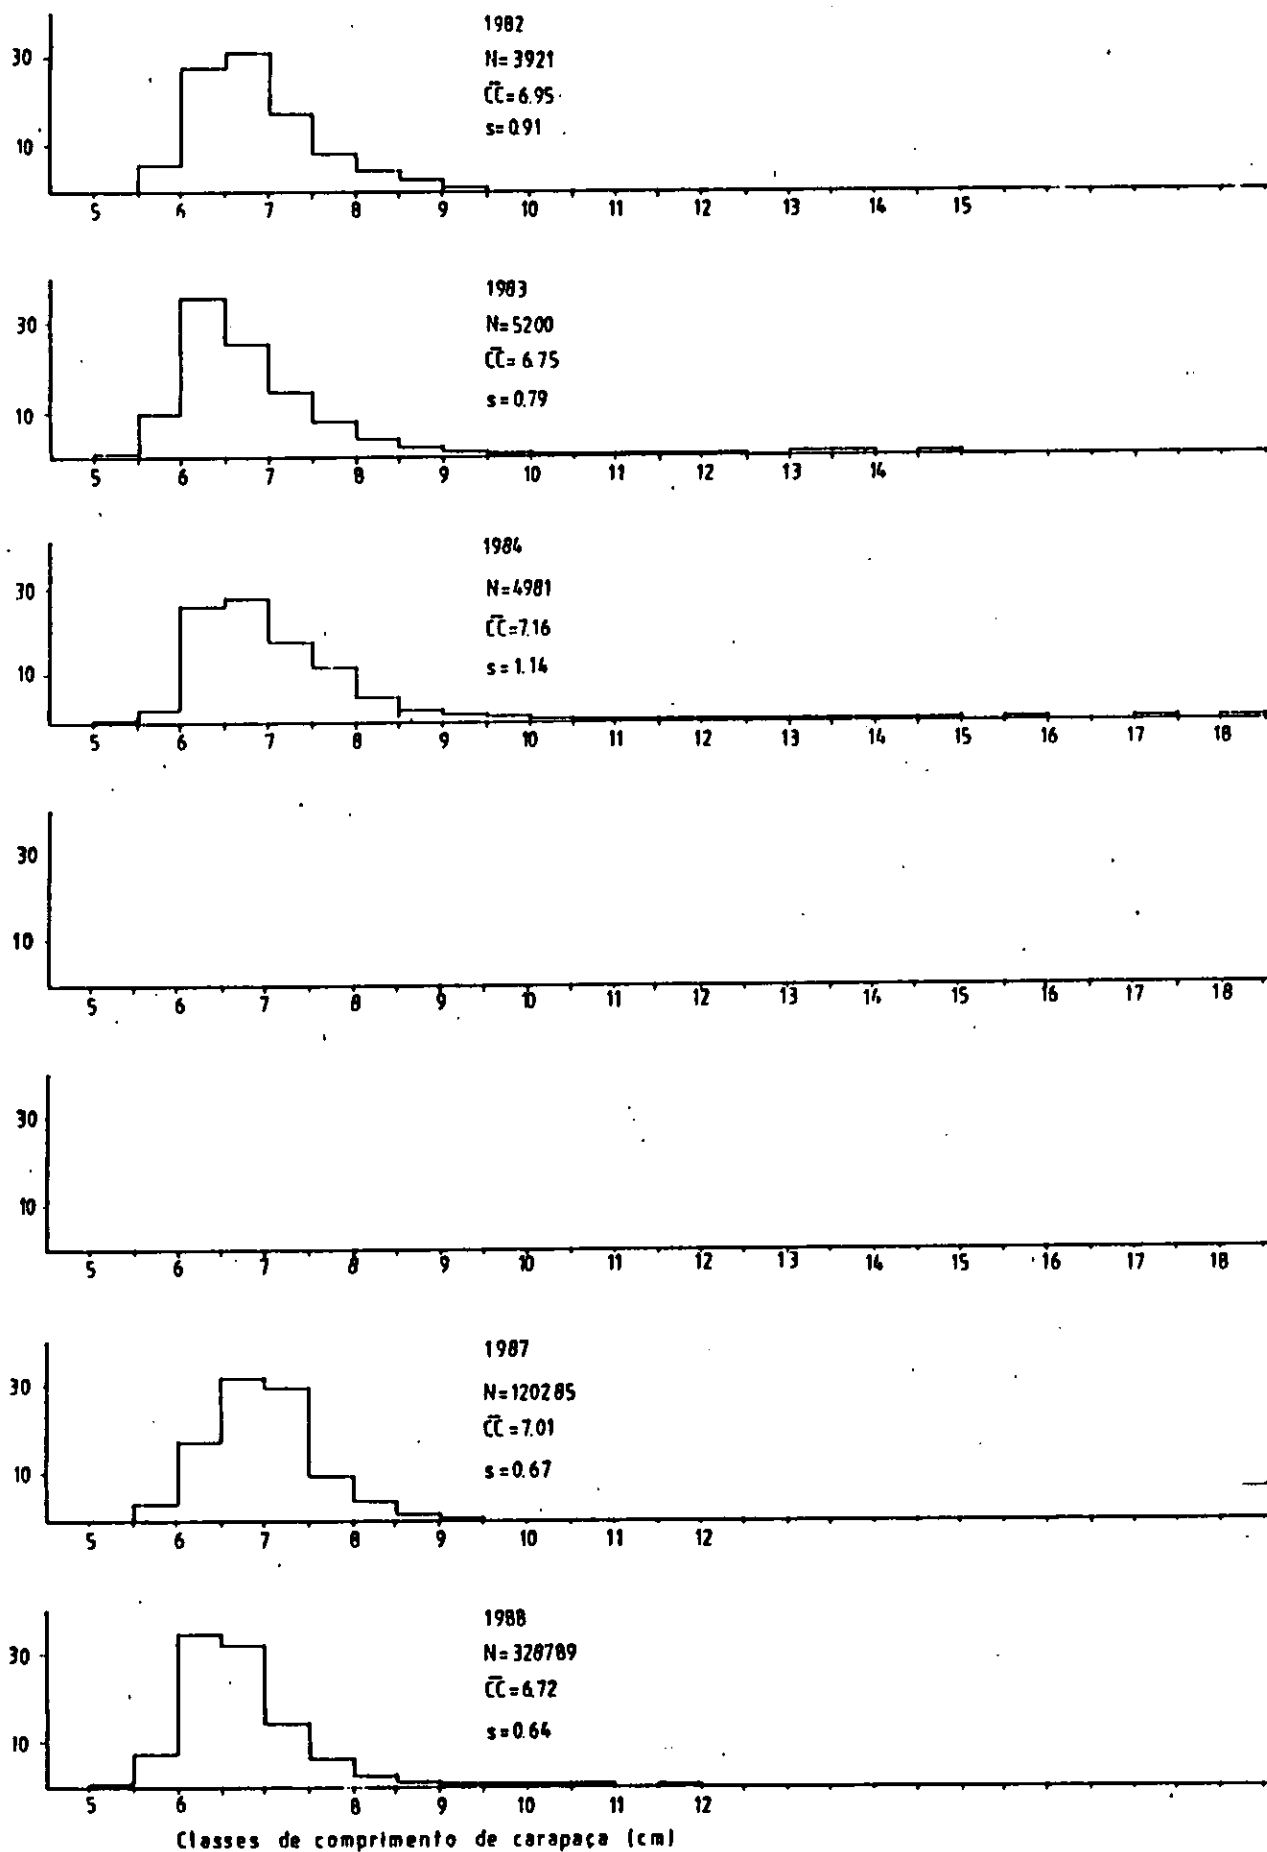 1982
N=3921
C̅C̅=6.95
s=0.91
30
10
5 6 7 8 9 10 11 12 13 14 15
1983
N=5200
C̅C̅=6.75
s=0.79
30
10
5 6 7 8 9 10 11 12 13 14
1984
N=4981
C̅C̅=7.16
s=1.14
30
10
5 6 7 8 9 10 11 12 13 14 15 16 17 18
30
10
5 6 7 8 9 10 11 12 13 14 15 16 17 18
30
10
5 6 7 8 9 10 11 12 13 14 15 16 17 18
1987
N=120285
C̅C̅=7.01
s=0.67
30
10
5 6 7 8 9 10 11 12
1988
N=328789
C̅C̅=6.72
s=0.64
30
10
5 6 8 9 10 11 12
Classes de comprimento de carapaça (cm)